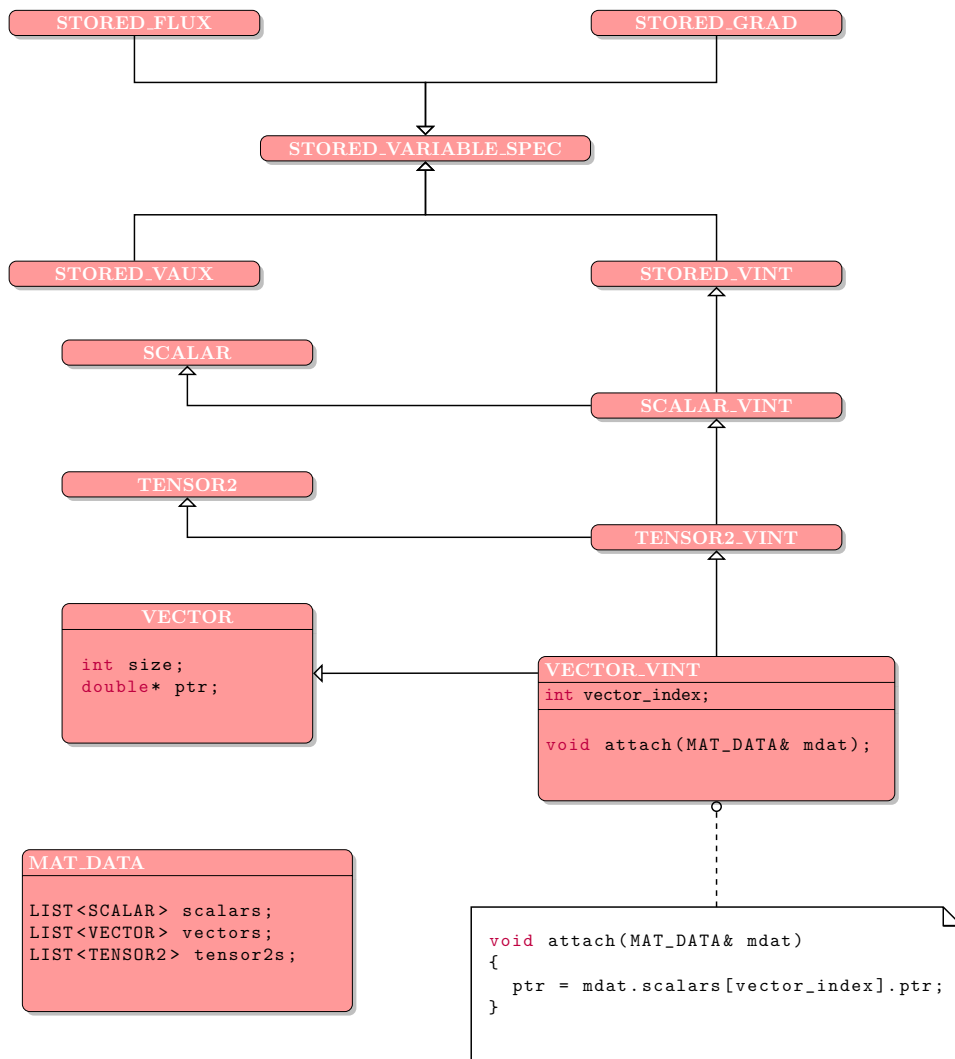 STORED_FLUX
STORED_GRAD
STORED_VARIABLE_SPEC
STORED_VAUX
STORED_VINT
SCALAR
SCALAR_VINT
TENSOR2
TENSOR2_VINT
VECTOR
int size;
double* ptr;
VECTOR_VINT
int vector_index;
void attach(MAT_DATA& mdat);
MAT_DATA
LIST<SCALAR> scalars;
LIST<VECTOR> vectors;
LIST<TENSOR2> tensor2s;
void attach(MAT_DATA& mdat)
{
ptr = mdat.scalars[vector_index].ptr;
}